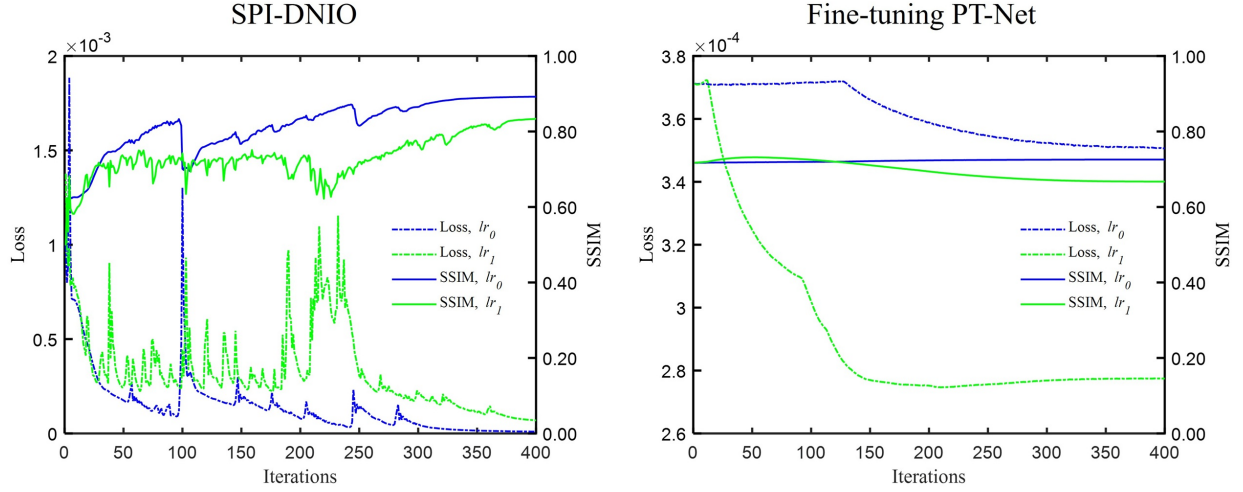 SPI-DNIO
×10⁻³
2
1.5
1
0.5
0
Loss
1.00
0.80
0.60
0.40
0.20
0.00
SSIM
Loss, lr₀
Loss, lr₁
SSIM, lr₀
SSIM, lr₁
0 50 100 150 200 250 300 350 400
Iterations
Fine-tuning PT-Net
×10⁻⁴
3.8
3.6
3.4
3.2
3
2.8
2.6
Loss
1.00
0.80
0.60
0.40
0.20
0.00
SSIM
Loss, lr₀
Loss, lr₁
SSIM, lr₀
SSIM, lr₁
0 50 100 150 200 250 300 350 400
Iterations